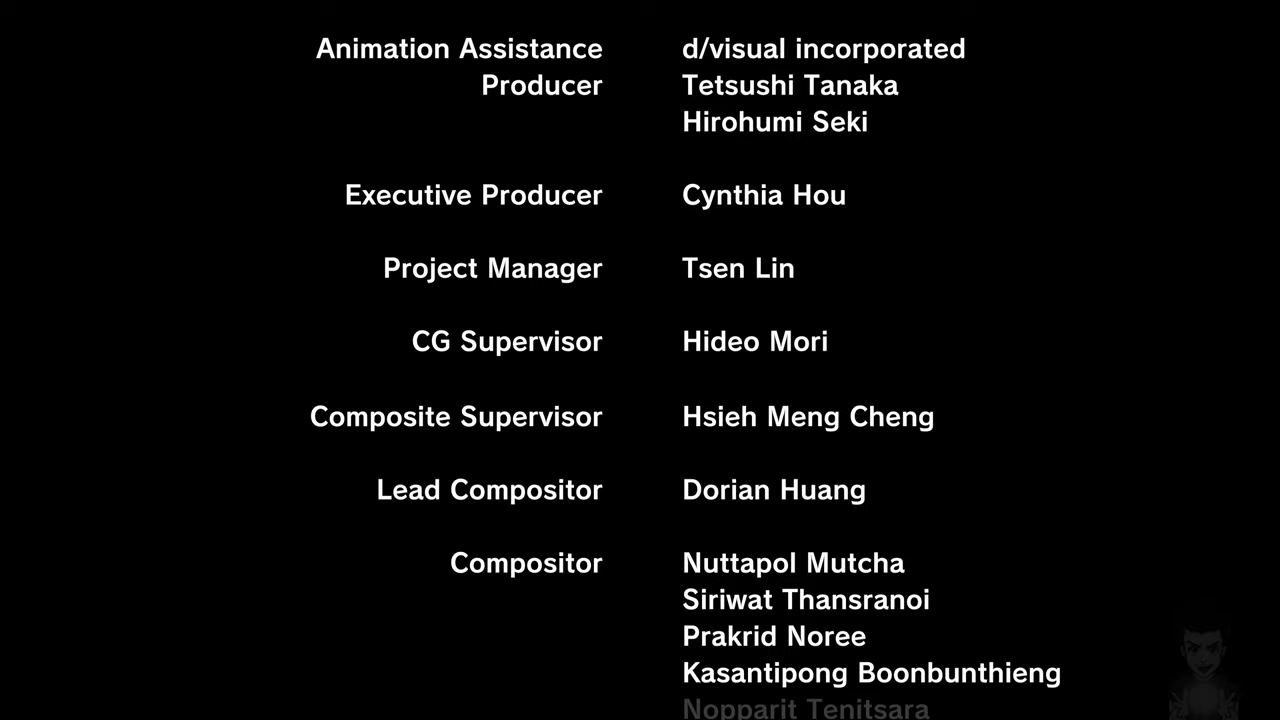 Animation Assistance d/visual incorporated
Producer Tetsushi Tanaka
Hirohumi Seki
Executive Producer Cynthia Hou
Project Manager Tsen Lin
CG Supervisor Hideo Mori
Composite Supervisor Hsieh Meng Cheng
Lead Compositor Dorian Huang
Compositor Nuttapol Mutcha
Siriwat Thansranoi
Prakrid Noree
Kasantipong Boonbunthieng
Nopparit Tenitsara